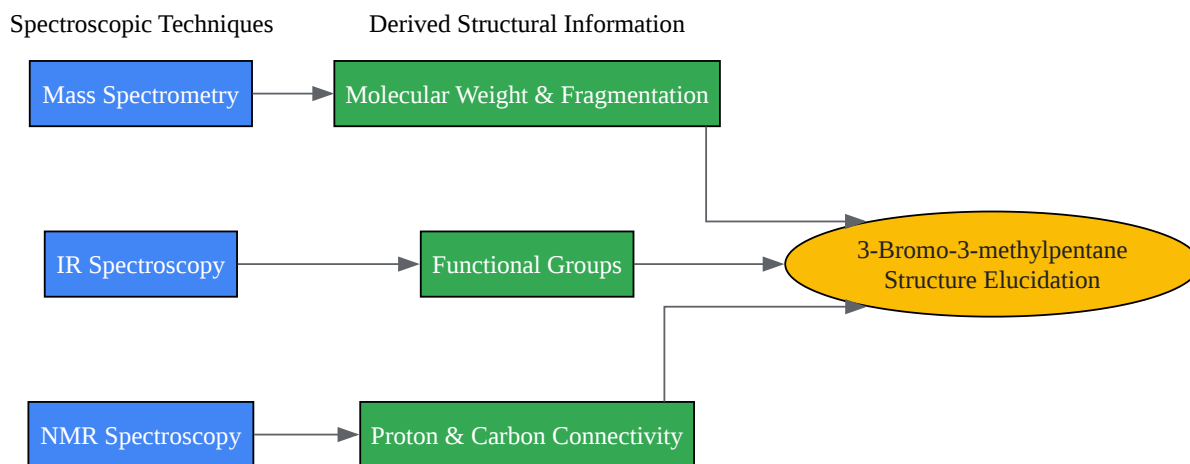 Spectroscopic Techniques
Derived Structural Information
Mass Spectrometry
Molecular Weight & Fragmentation
IR Spectroscopy
Functional Groups
3-Bromo-3-methylpentane
Structure Elucidation
NMR Spectroscopy
Proton & Carbon Connectivity